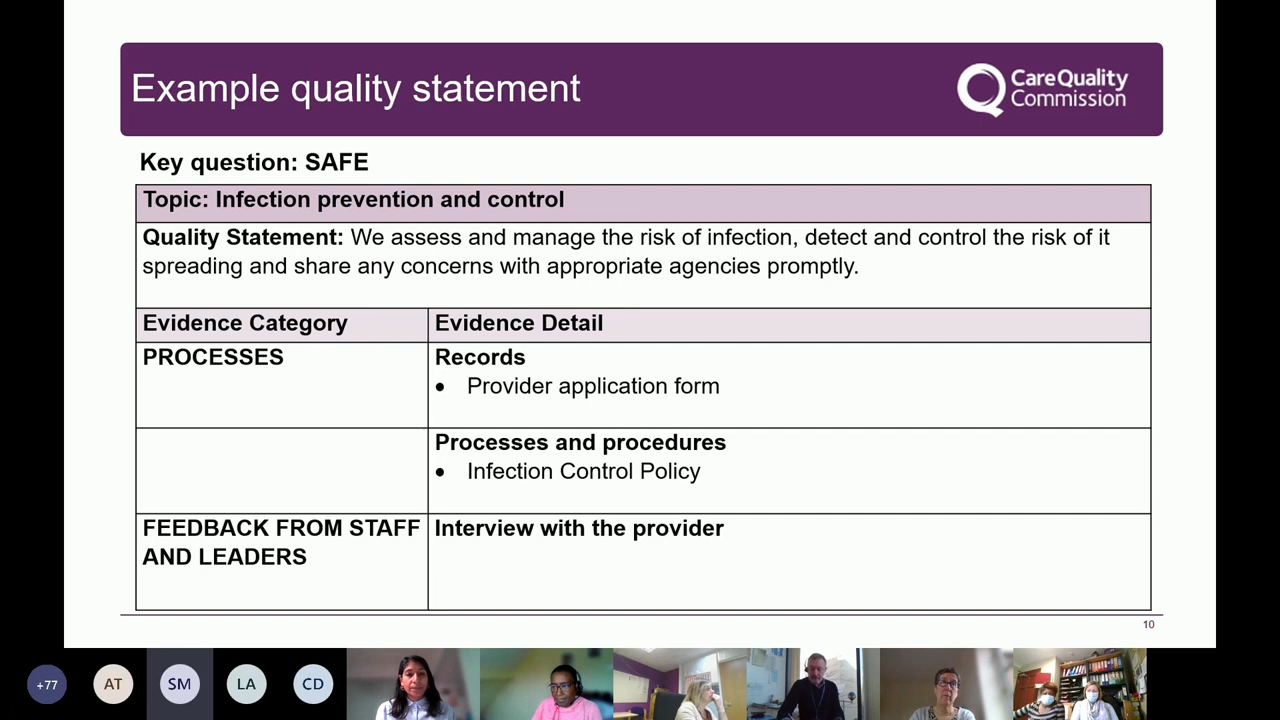 Example quality statement
CareQuality
Commission
Key question: SAFE
Topic: Infection prevention and control
Quality Statement: We assess and manage the risk of infection, detect and control the risk of it
spreading and share any concerns with appropriate agencies promptly.
Evidence Category
Evidence Detail
PROCESSES
Records
• Provider application form
Processes and procedures
• Infection Control Policy
FEEDBACK FROM STAFF
AND LEADERS
Interview with the provider
10
+77
AT
SM
LA
CD